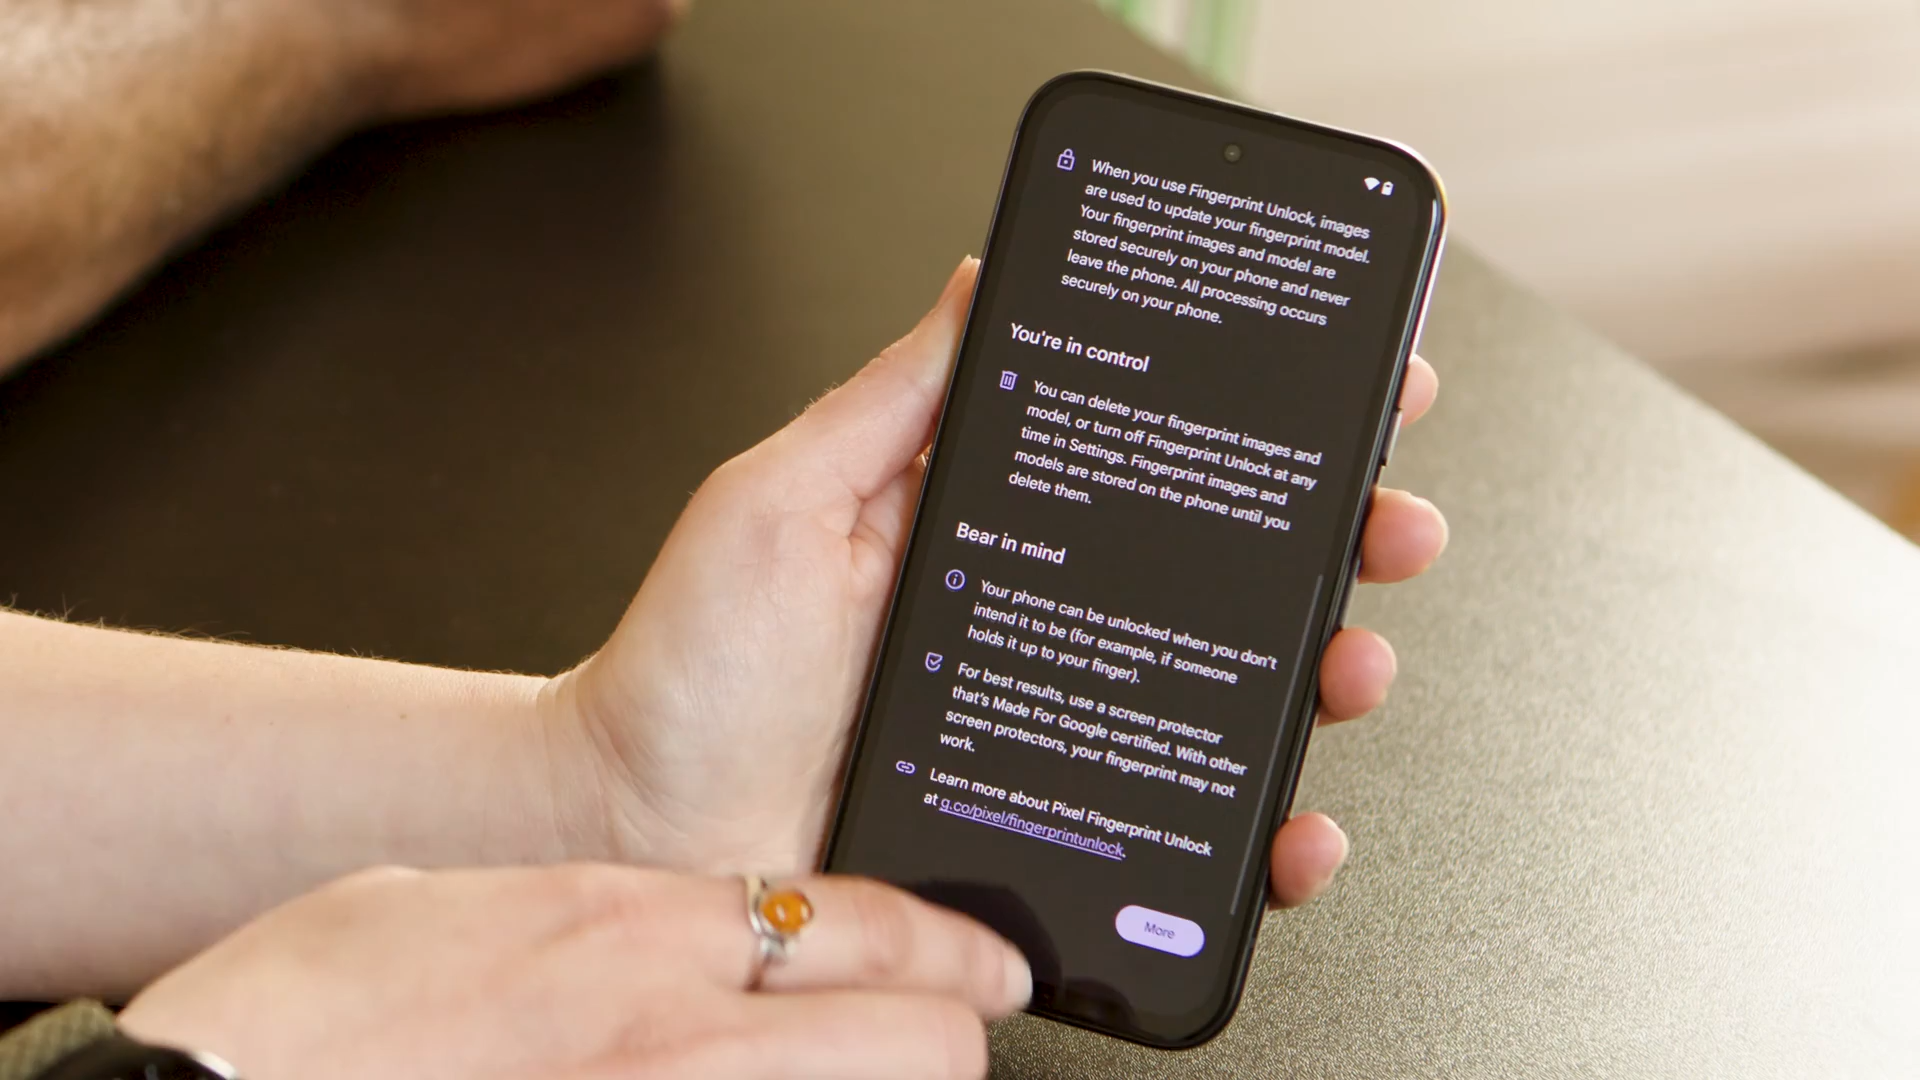 When you use Fingerprint Unlock, images
are used to update your fingerprint model.
Your fingerprint images and model are
stored securely on your phone and never
leave the phone. All processing occurs
securely on your phone.
You're in control
You can delete your fingerprint images and
model, or turn off Fingerprint Unlock at any
time in Settings. Fingerprint images and
models are stored on the phone until you
delete them.
Bear in mind
Your phone can be unlocked when you don't
intend it to be (for example, if someone
holds it up to your finger).
For best results, use a screen protector
that's Made For Google certified. With other
screen protectors, your fingerprint may not
work.
Learn more about Pixel Fingerprint Unlock
at g.co/pixel/fingerprintunlock.
More